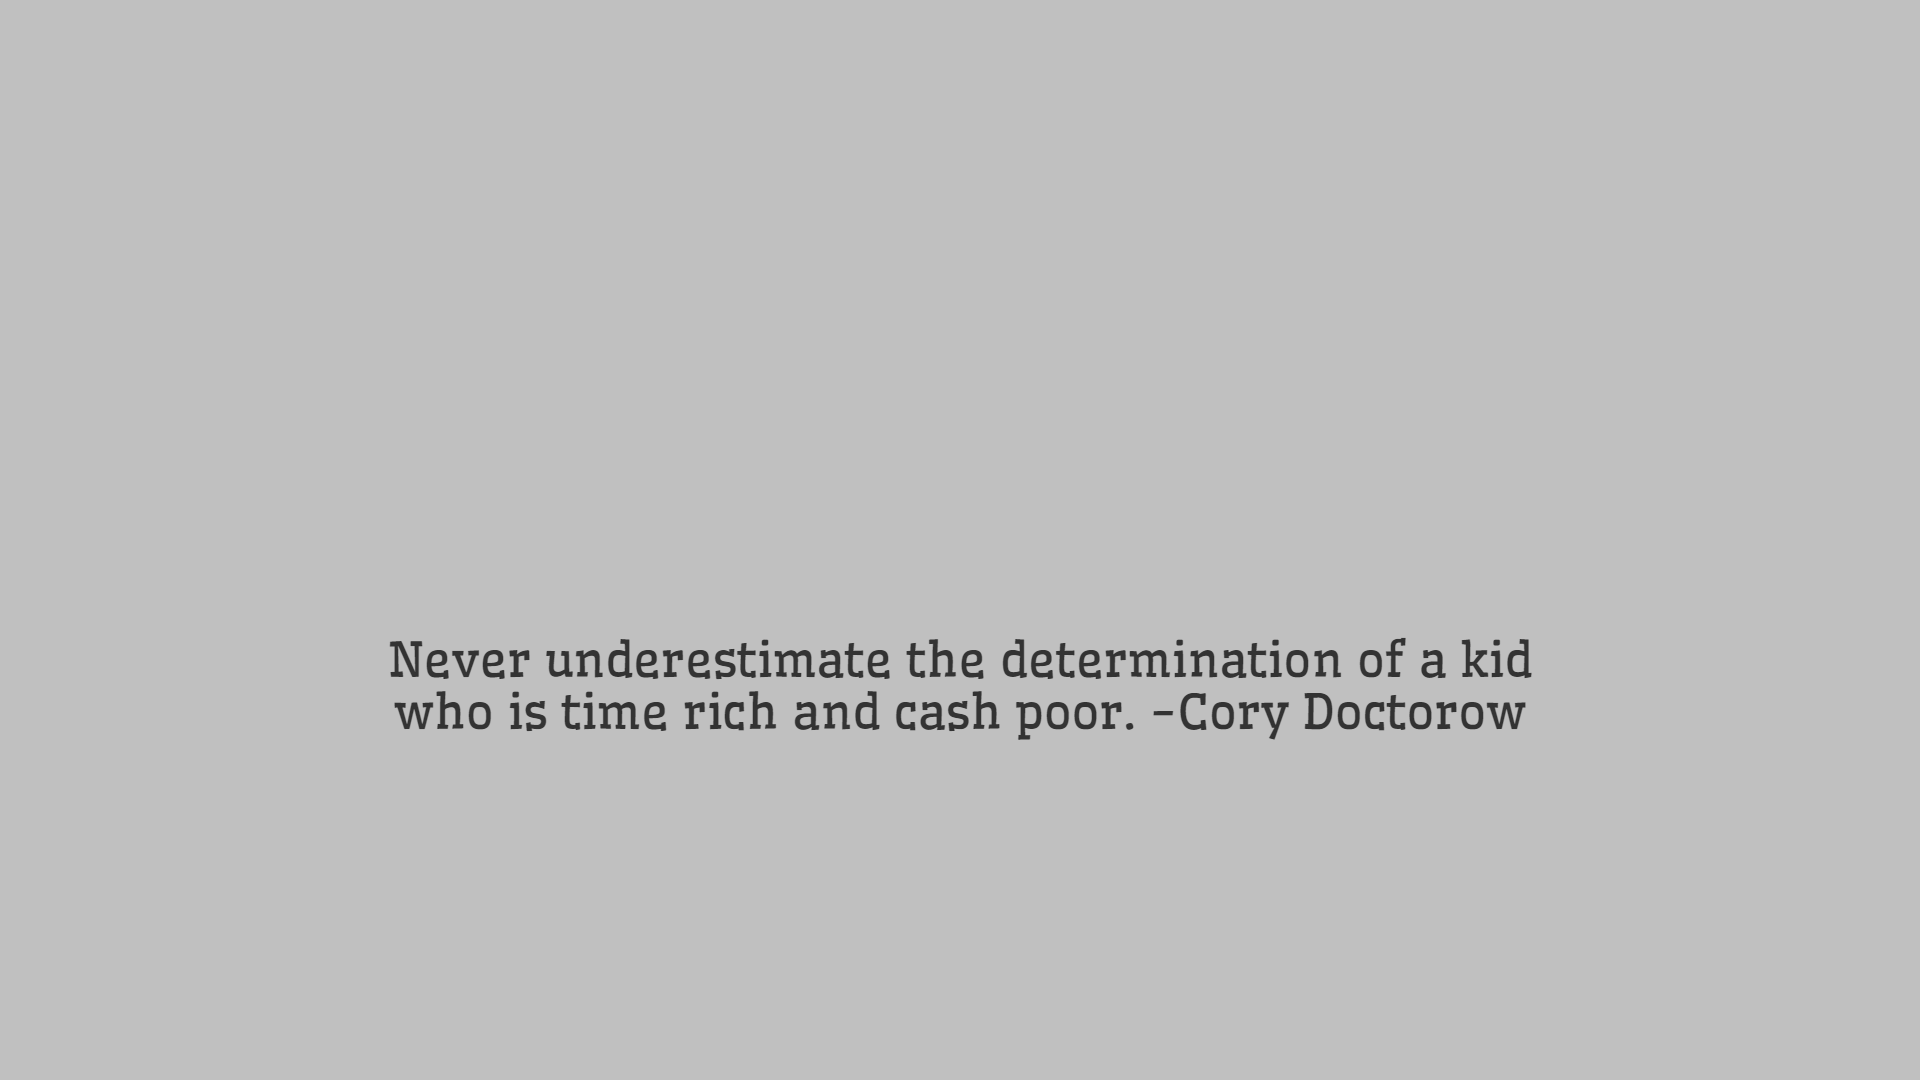 Never underestimate the determination of a kid
who is time rich and cash poor. -Cory Doctorow